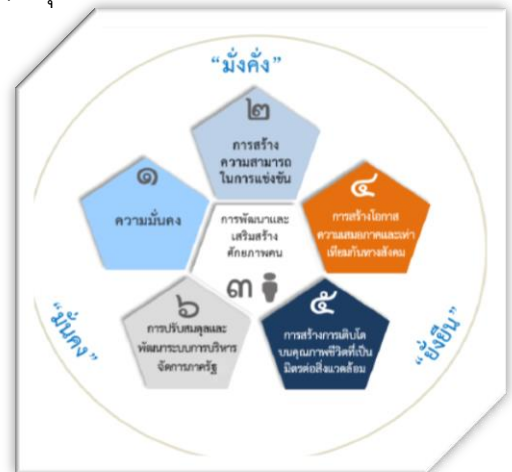 “มั่งคั่ง”
๒
การสร้าง
ความสามารถ
ในการแข่งขัน
๑
ความมั่นคง
๔
การสร้างโอกาส
ความเสมอภาคและเท่า
เทียมกันทางสังคม
การพัฒนาและ
เสริมสร้าง
ศักยภาพคน
๓
๖
การปรับสมดุลและ
พัฒนาระบบการบริหาร
จัดการภาครัฐ
๕
การสร้างการเติบโต
บนคุณภาพชีวิตที่เป็น
มิตรต่อสิ่งแวดล้อม
“มั่นคง”
“ยั่งยืน”